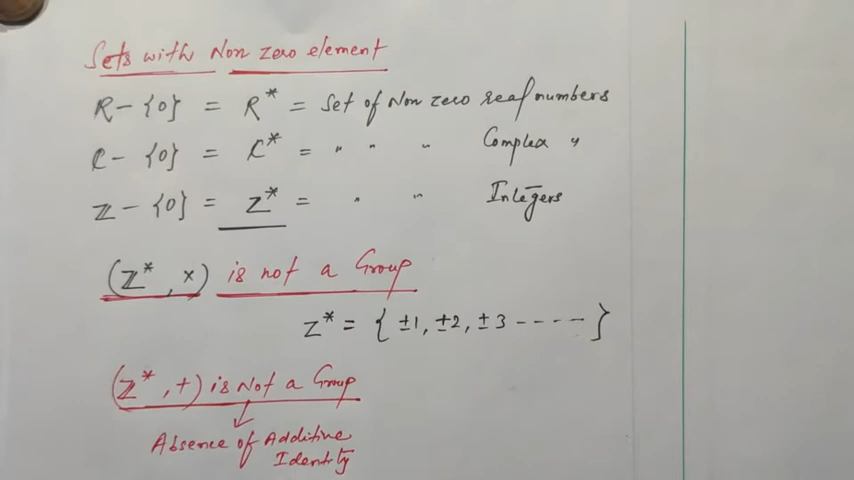 Sets with Non zero element
R - {0} = R* = Set of Non zero real numbers
C - {0} = C* = " " " Complex "
Z - {0} = Z* = " " Integers
(Z*, ×) is not a Group
Z* = { ±1, ±2, ±3 ----- }
(Z*, +) is Not a Group
Absence of Additive
Identity